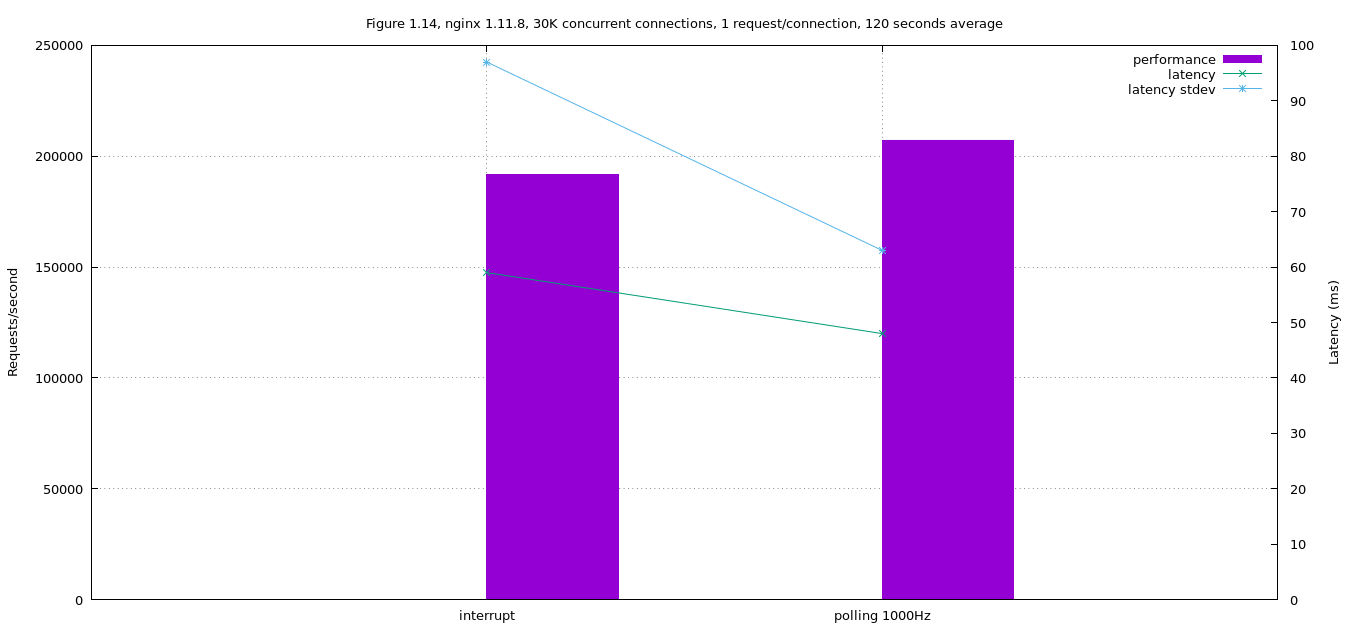 Figure 1.14, nginx 1.11.8, 30K concurrent connections, 1 request/connection, 120 seconds average
250000
200000
150000
100000
50000
0
Requests/second
100
90
80
70
60
50
40
30
20
10
0
Latency (ms)
performance
latency
latency stdev
interrupt
polling 1000Hz